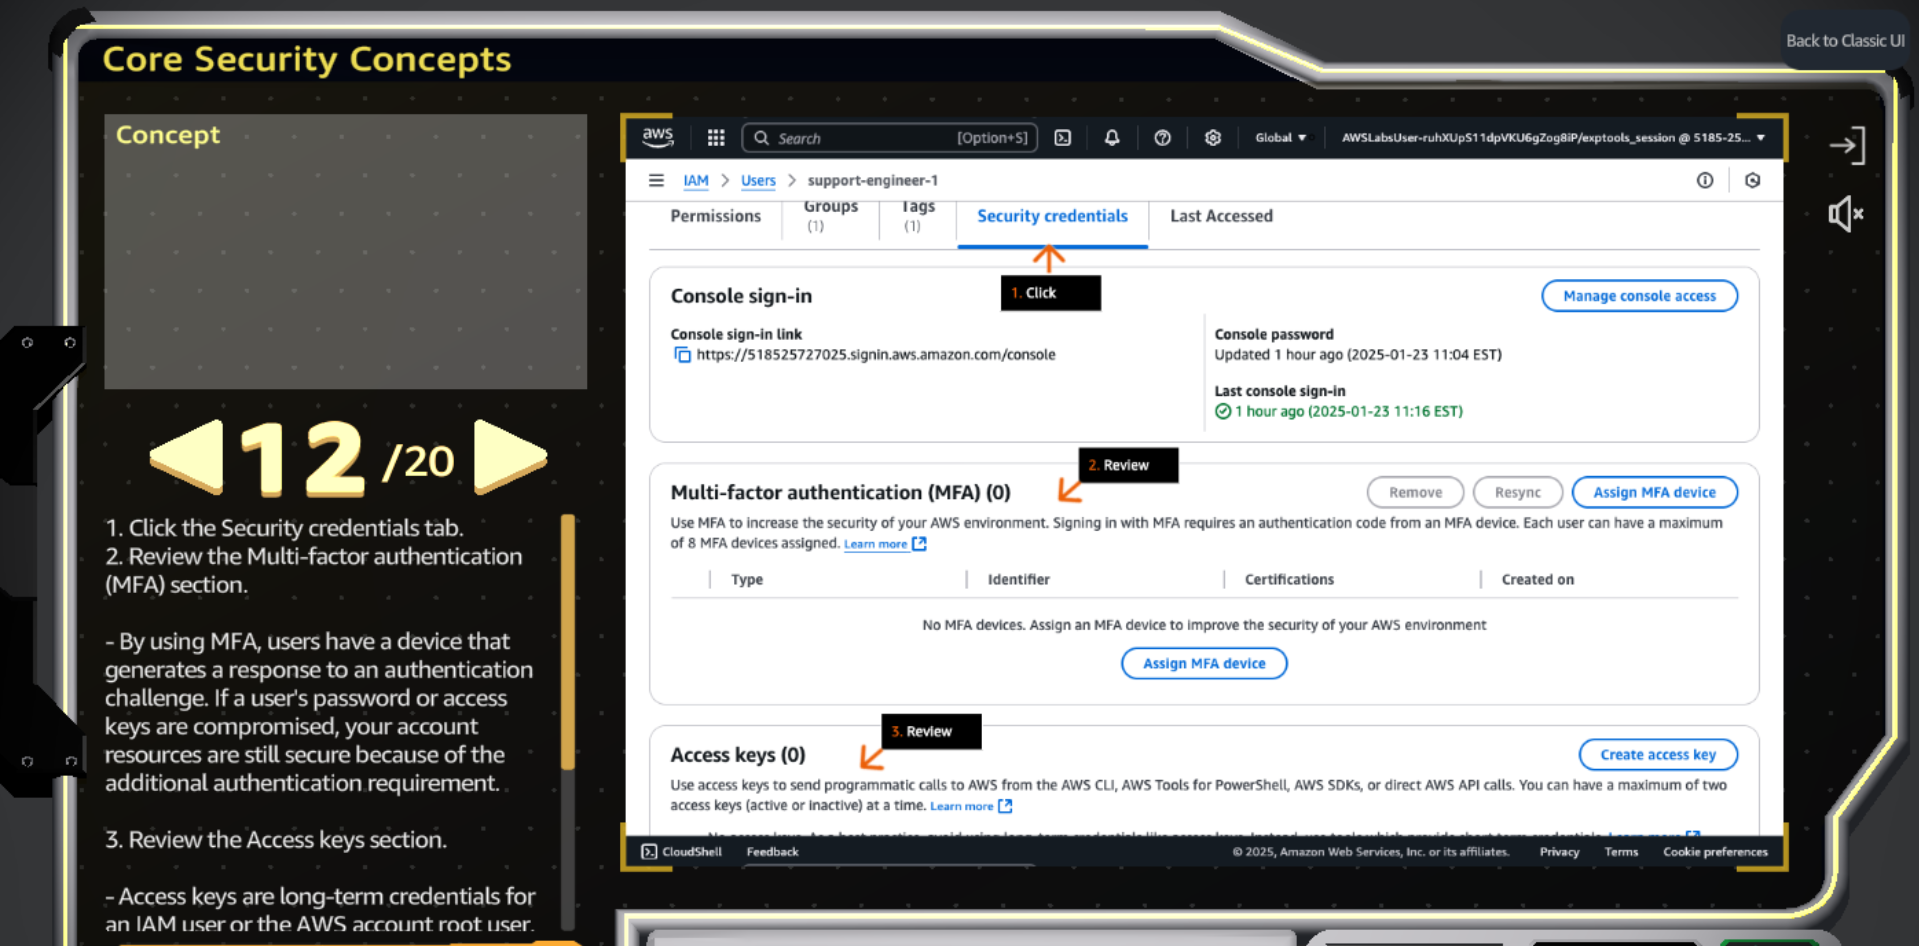 Back to Classic UI
Core Security Concepts
Concept
12 /20
1. Click the Security credentials tab.
2. Review the Multi-factor authentication
(MFA) section.
- By using MFA, users have a device that
generates a response to an authentication
challenge. If a user's password or access
keys are compromised, your account
resources are still secure because of the
additional authentication requirement.
3. Review the Access keys section.
- Access keys are long-term credentials for
an IAM user or the AWS account root user.
aws
Search [Option+S]
Global
AWSLabsUser-ruhXUpS11dpVKU6gZog8iP/exptools_session @ 5185-25...
IAM > Users > support-engineer-1
Permissions
Groups (1)
Tags (1)
Security credentials
Last Accessed
1. Click
Console sign-in
Manage console access
Console sign-in link
https://518525727025.signin.aws.amazon.com/console
Console password
Updated 1 hour ago (2025-01-23 11:04 EST)
Last console sign-in
1 hour ago (2025-01-23 11:16 EST)
2. Review
Multi-factor authentication (MFA) (0)
Remove
Resync
Assign MFA device
Use MFA to increase the security of your AWS environment. Signing in with MFA requires an authentication code from an MFA device. Each user can have a maximum
of 8 MFA devices assigned. Learn more
Type
Identifier
Certifications
Created on
No MFA devices. Assign an MFA device to improve the security of your AWS environment
Assign MFA device
3. Review
Access keys (0)
Create access key
Use access keys to send programmatic calls to AWS from the AWS CLI, AWS Tools for PowerShell, AWS SDKs, or direct AWS API calls. You can have a maximum of two
access keys (active or inactive) at a time. Learn more
CloudShell
Feedback
© 2025, Amazon Web Services, Inc. or its affiliates.
Privacy
Terms
Cookie preferences